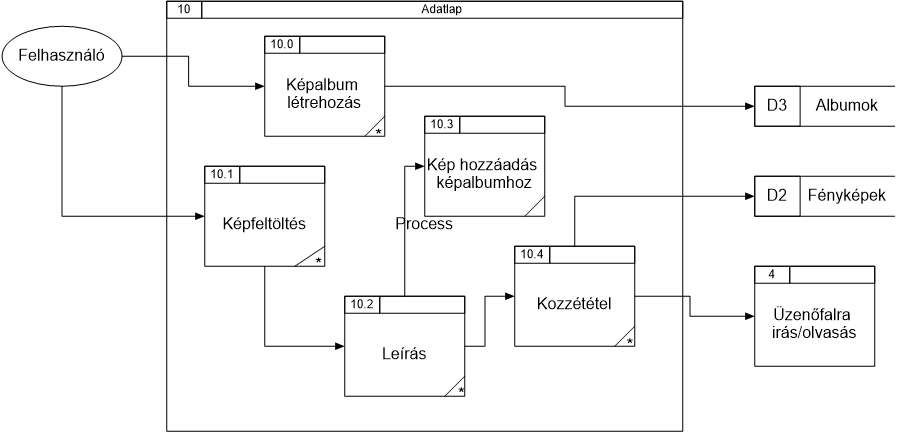 10
Adatlap
Felhasználó
10.0
Képalbum
létrehozás
*
D3
Albumok
10.3
Kép hozzáadás
képalbumhoz
10.1
Képfeltöltés
*
D2
Fényképek
Process
10.4
Kozzététel
*
4
Üzenőfalra
irás/olvasás
10.2
Leírás
*